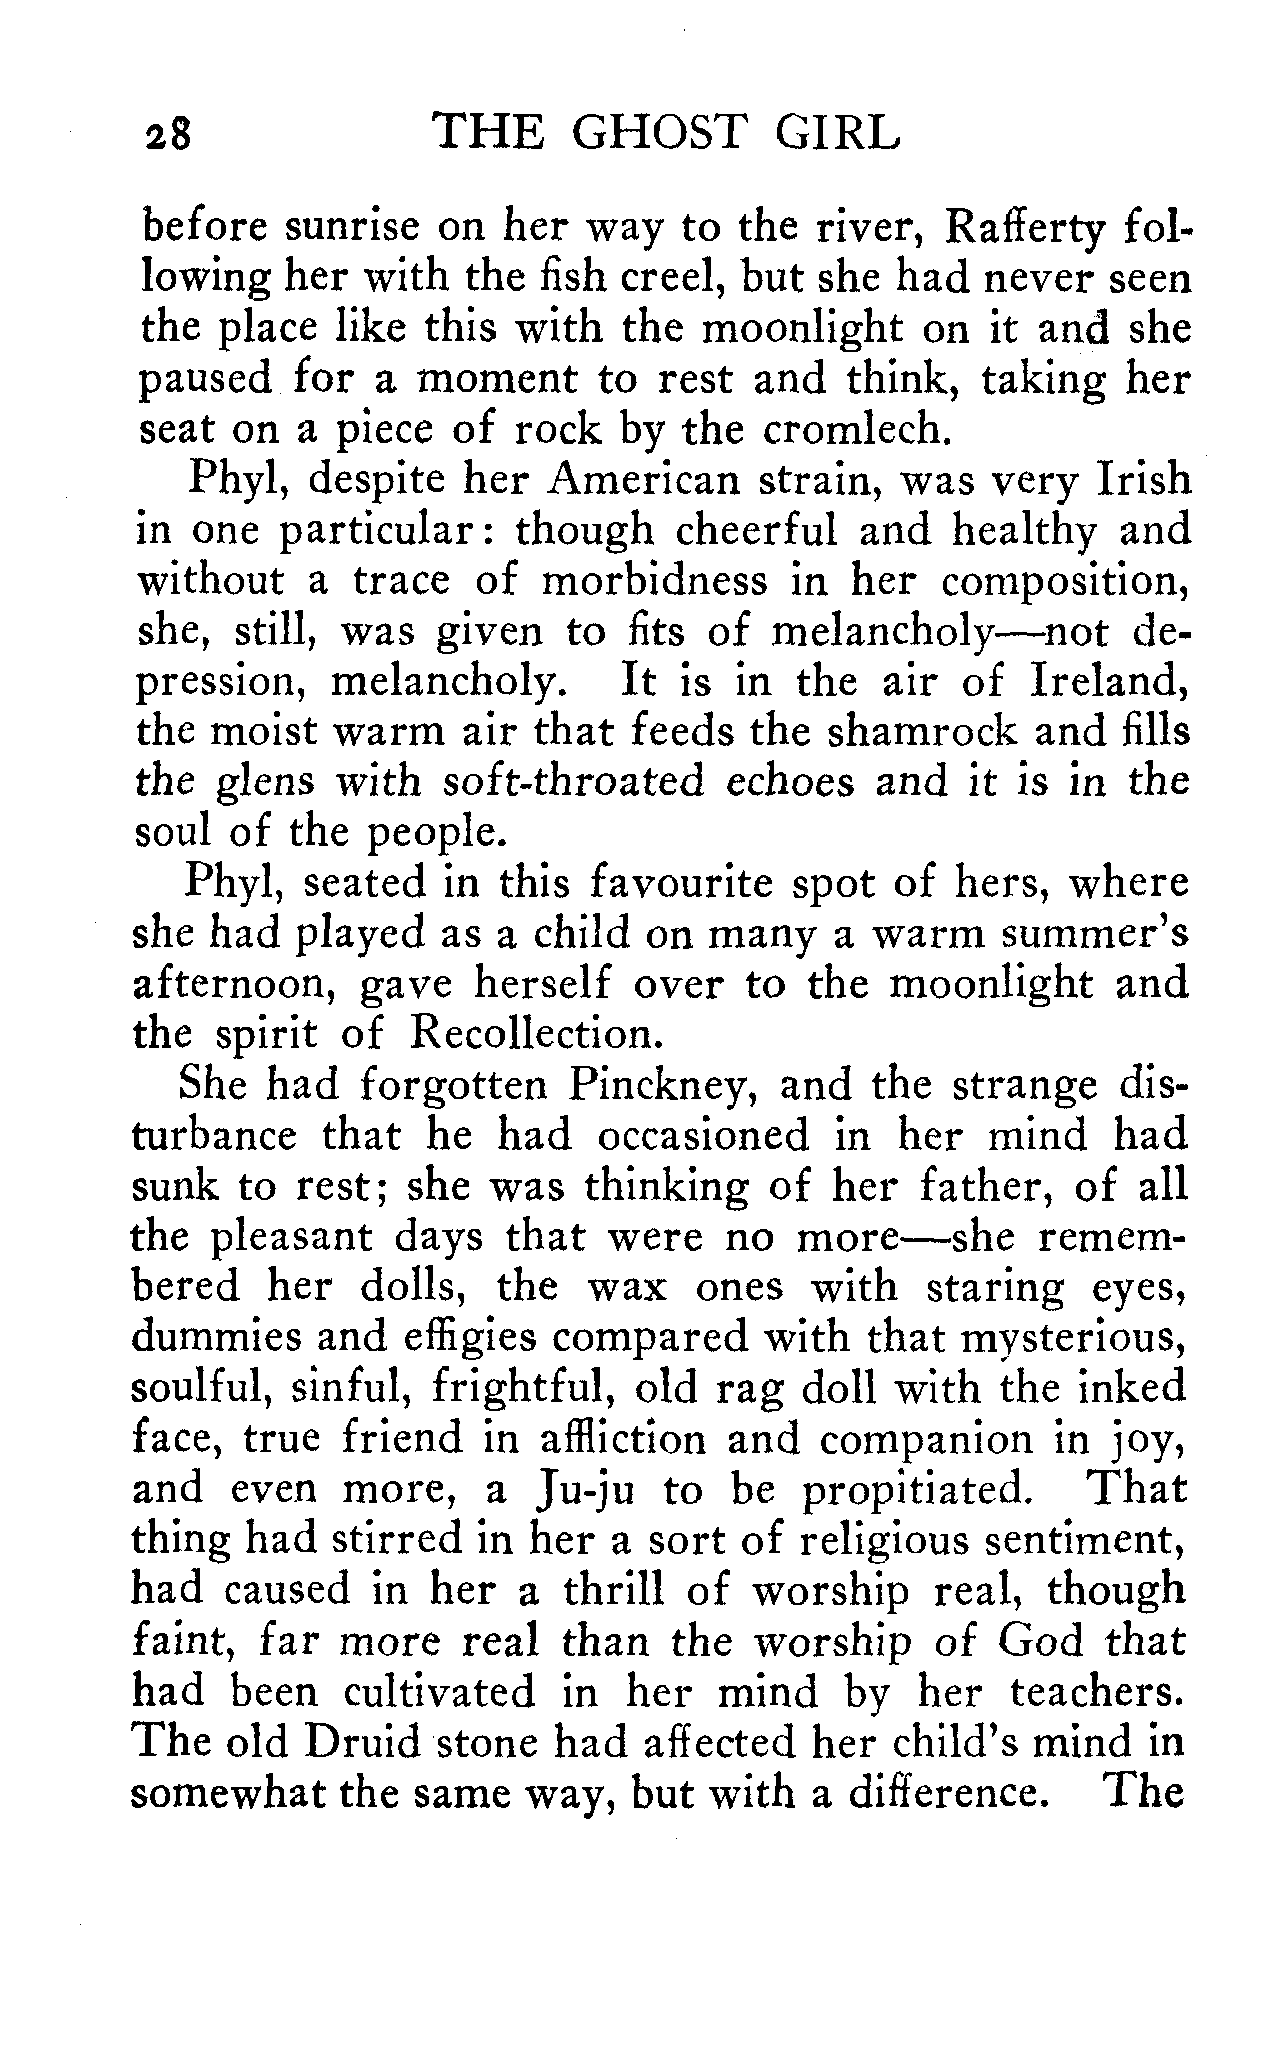 28 THE GHOST GIRL
before sunrise on her way to the river, Rafferty fol-
lowing her with the fish creel, but she had never seen
the place like this with the moonlight on it and she
paused for a moment to rest and think, taking her
seat on a piece of rock by the cromlech.
Phyl, despite her American strain, was very Irish
in one particular: though cheerful and healthy and
without a trace of morbidness in her composition,
she, still, was given to fits of melancholy—not de-
pression, melancholy. It is in the air of Ireland,
the moist warm air that feeds the shamrock and fills
the glens with soft-throated echoes and it is in the
soul of the people.
Phyl, seated in this favourite spot of hers, where
she had played as a child on many a warm summer's
afternoon, gave herself over to the moonlight and
the spirit of Recollection.
She had forgotten Pinckney, and the strange dis-
turbance that he had occasioned in her mind had
sunk to rest; she was thinking of her father, of all
the pleasant days that were no more—she remem-
bered her dolls, the wax ones with staring eyes,
dummies and effigies compared with that mysterious,
soulful, sinful, frightful, old rag doll with the inked
face, true friend in affliction and companion in joy,
and even more, a Ju-ju to be propitiated. That
thing had stirred in her a sort of religious sentiment,
had caused in her a thrill of worship real, though
faint, far more real than the worship of God that
had been cultivated in her mind by her teachers.
The old Druid stone had affected her child's mind in
somewhat the same way, but with a difference. The